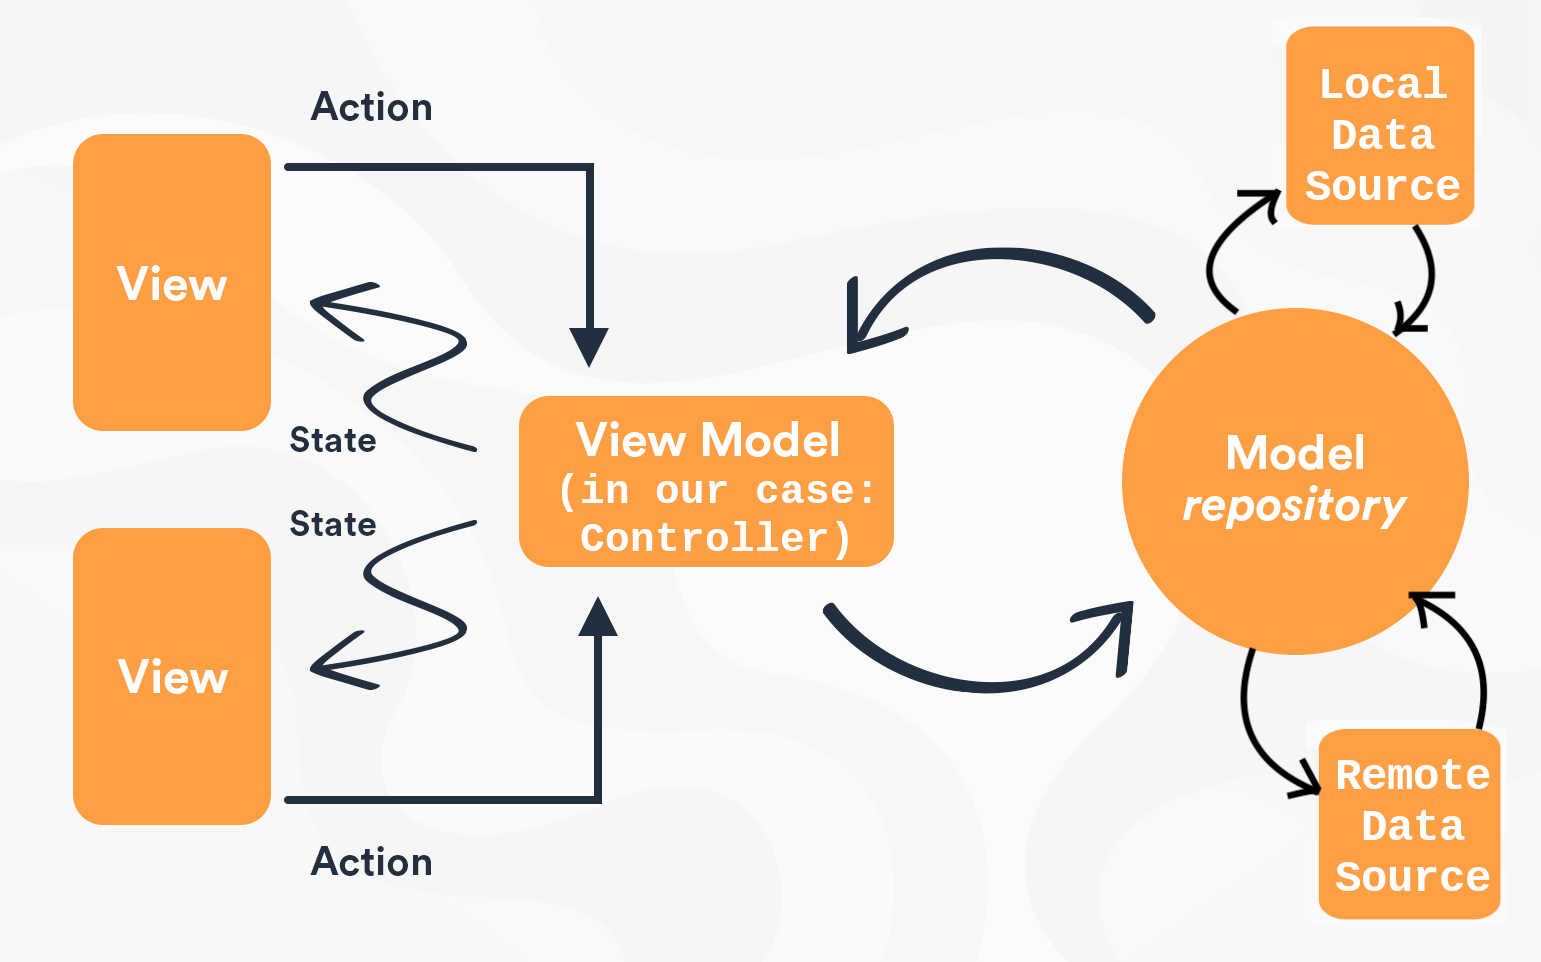 Action
View
State
State
View
Action
View Model
(in our case:
Controller)
Local
Data
Source
Model
repository
Remote
Data
Source